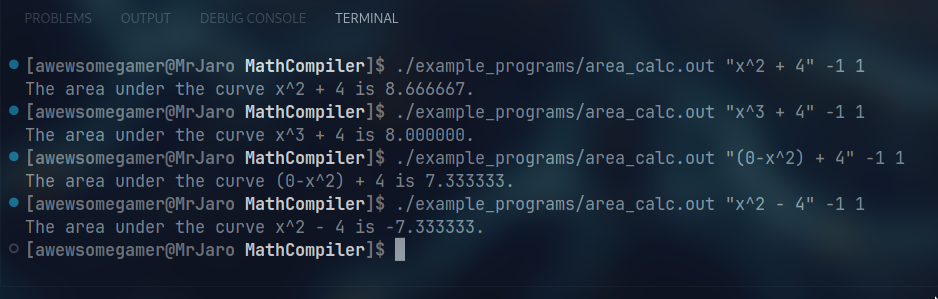 PROBLEMS OUTPUT DEBUG CONSOLE TERMINAL
[awewsomegamer@MrJaro MathCompiler]$ ./example_programs/area_calc.out "x^2 + 4" -1 1
The area under the curve x^2 + 4 is 8.666667.
[awewsomegamer@MrJaro MathCompiler]$ ./example_programs/area_calc.out "x^3 + 4" -1 1
The area under the curve x^3 + 4 is 8.000000.
[awewsomegamer@MrJaro MathCompiler]$ ./example_programs/area_calc.out "(0-x^2) + 4" -1 1
The area under the curve (0-x^2) + 4 is 7.333333.
[awewsomegamer@MrJaro MathCompiler]$ ./example_programs/area_calc.out "x^2 - 4" -1 1
The area under the curve x^2 - 4 is -7.333333.
[awewsomegamer@MrJaro MathCompiler]$